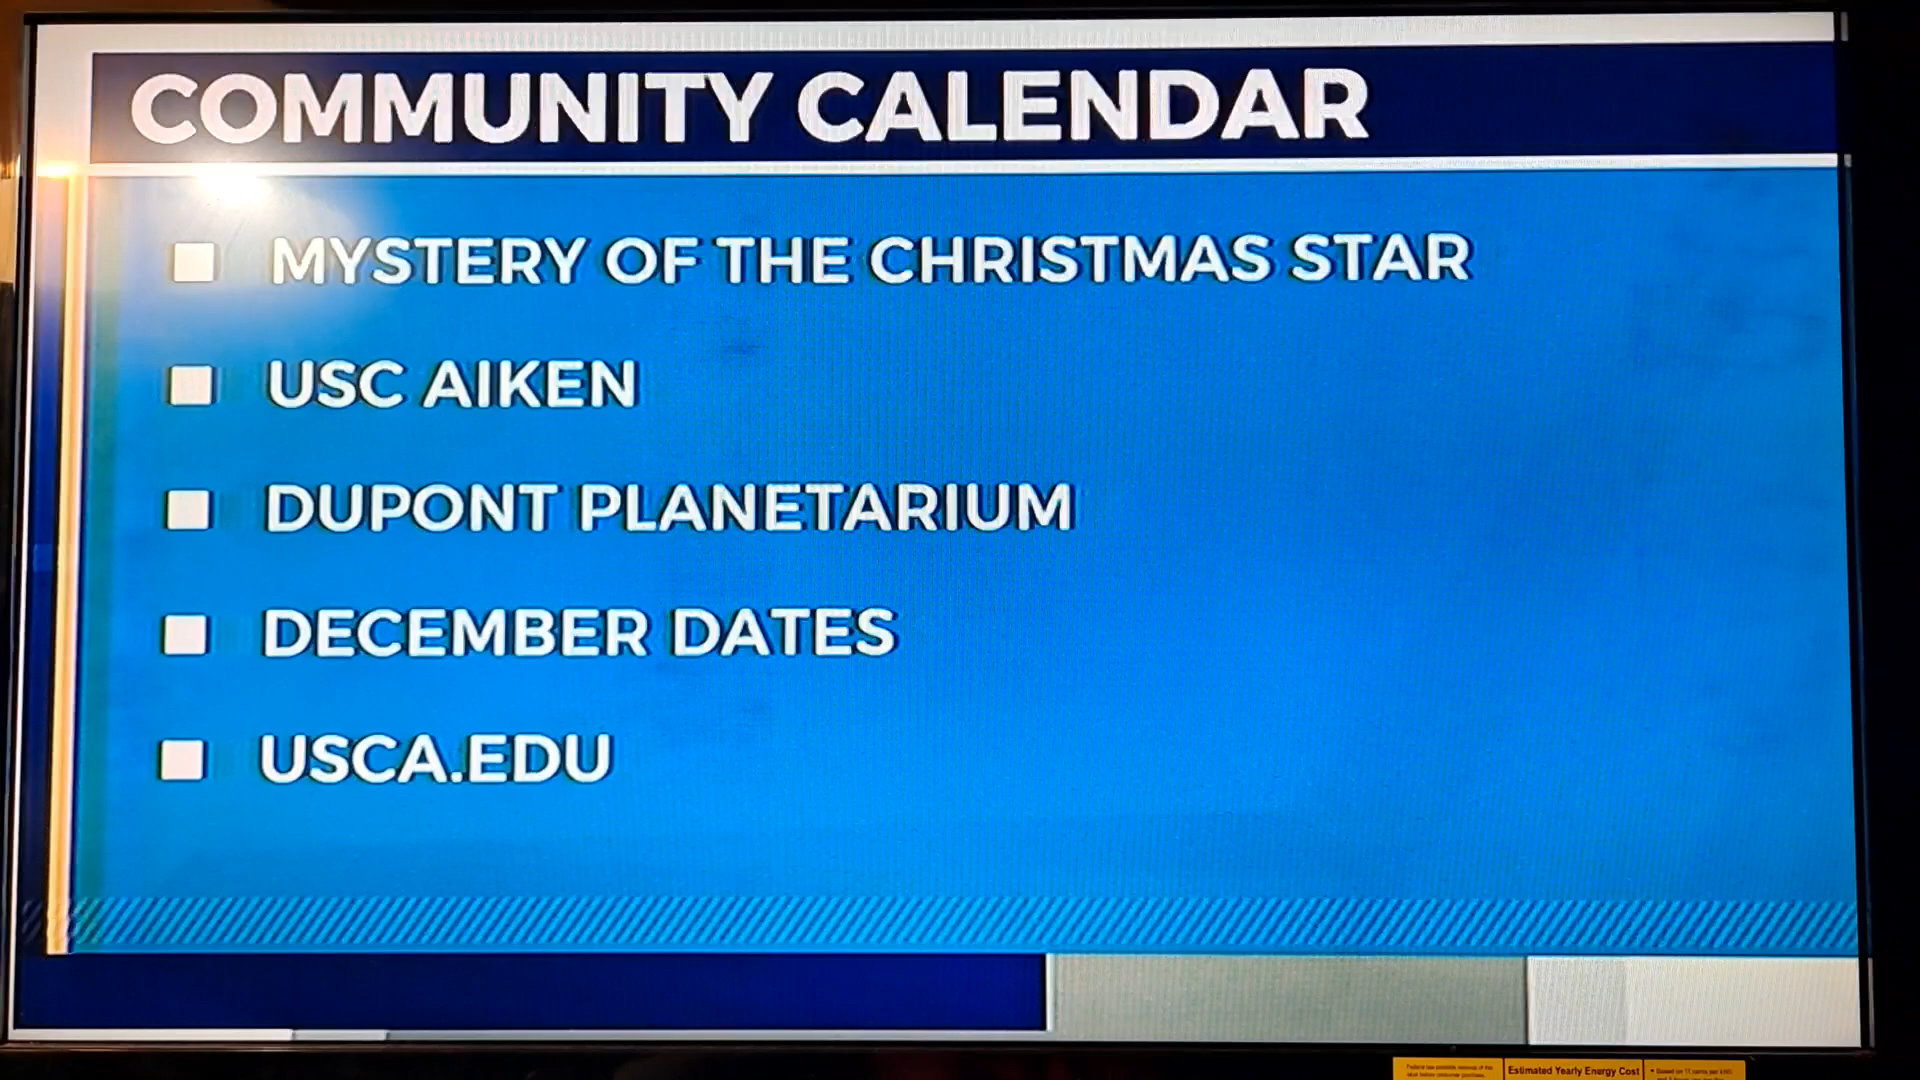 COMMUNITY CALENDAR
MYSTERY OF THE CHRISTMAS STAR
USC AIKEN
DUPONT PLANETARIUM
DECEMBER DATES
USCA.EDU
Estimated Yearly Energy Cost